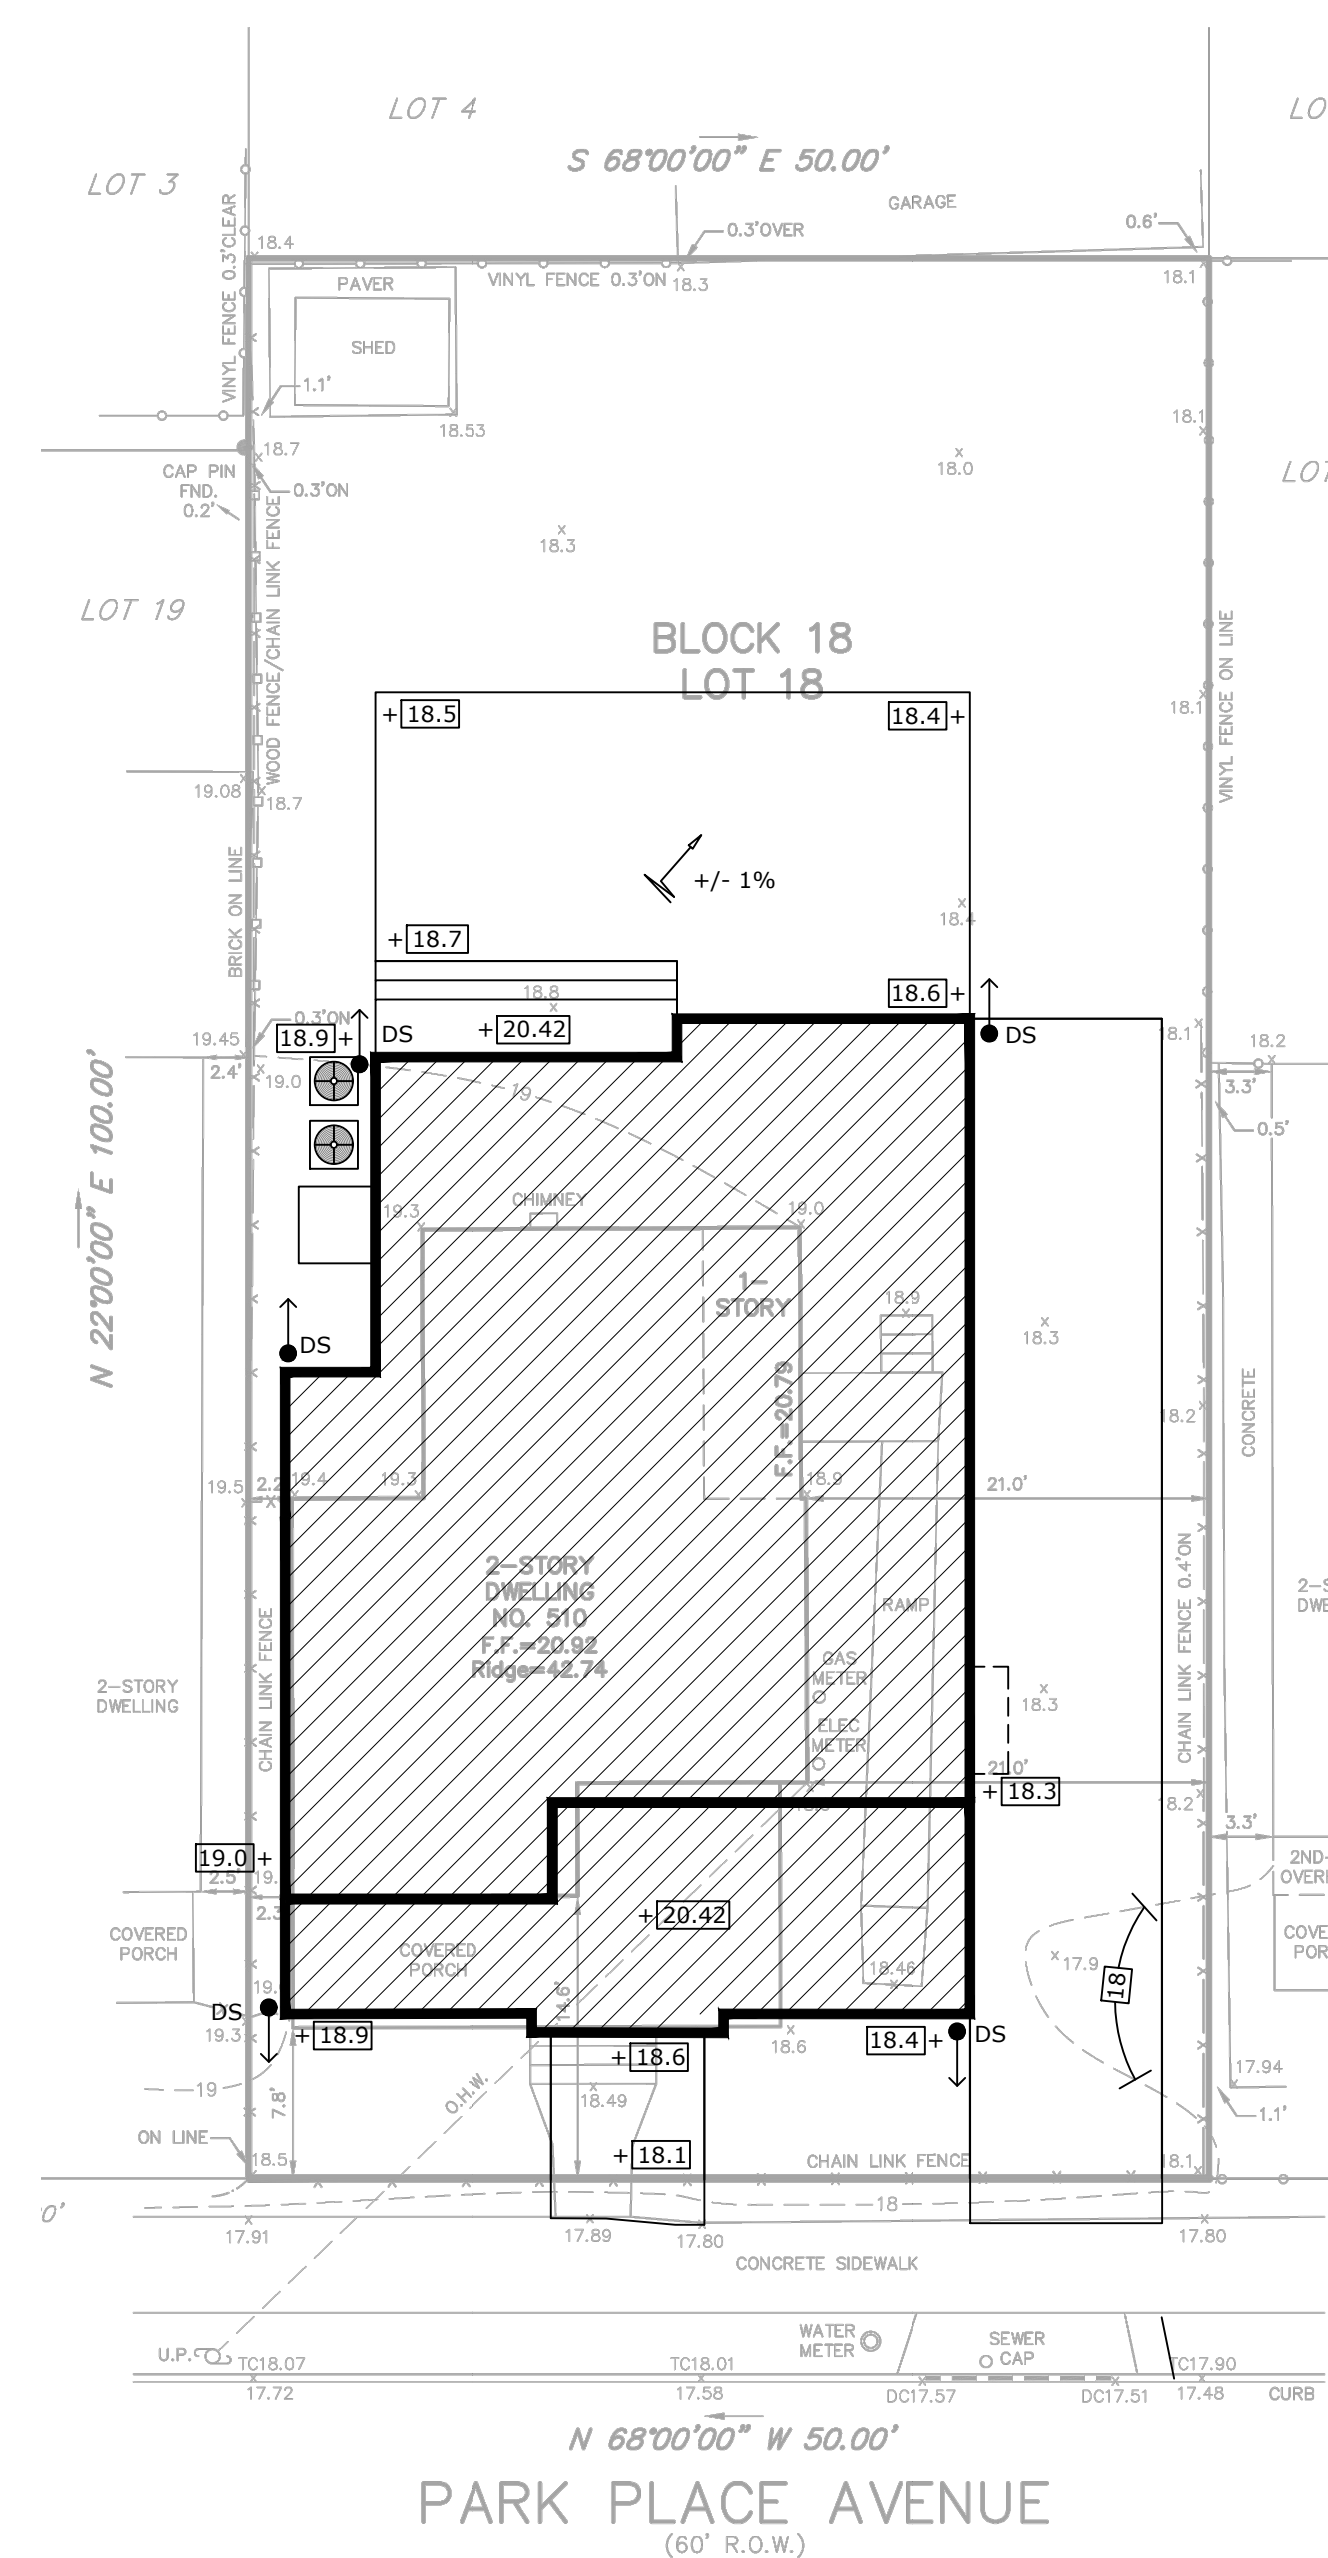 LOT 4
LO
S 68°00'00" E 50.00'
LOT 3
GARAGE
VINYL FENCE 0.3'CLEAR
0.6'
0.3'OVER
18.4
PAVER
VINYL FENCE 0.3'ON
18.3
18.1
SHED
1.1'
18.53
18.1
18.7
18.0
CAP PIN
FND.
0.2'
0.3'ON
LOT
18.3
WOOD FENCE/CHAIN LINK FENCE
LOT 19
BLOCK 18
LOT 18
VINYL FENCE ON LINE
+ 18.5
18.4 +
18.1
19.08
18.7
+/- 1%
BRICK ON LINE
18.4
+ 18.7
18.8
18.6 +
0.3'ON
18.9 +
DS
+ 20.42
DS
18.1
18.2
19.45
2.4'
19.0
19
3.3'
0.5'
N 22°00'00" E 100.00'
CHIMNEY
19.3
19.0
1-
STORY
18.9
18.3
DS
F.F.=20.79
CONCRETE
18.2
19.5
2.2
19.4
19.3
18.9
21.0'
2-STORY
DWELLING
NO. 510
F.F.=20.92
Ridge=42.74
CHAIN LINK FENCE 0.4'ON
RAMP
2-S
DWE
GAS
METER
ELEC
METER
CHAIN LINK FENCE
2-STORY
DWELLING
18.3
21.0'
+ 18.3
18.2
3.3'
19.0 +
2.5'
19.
2.3
2ND-
OVERH
COVERED
PORCH
+ 20.42
COVERED
PORCH
COVE
POR
17.9
18
18.46
14.6'
19.
DS
19.3
+ 18.9
18.6
18.4 +
DS
+ 18.6
17.94
19
7.8'
O.H.W.
18.49
1.1'
ON LINE
18.5
+ 18.1
CHAIN LINK FENCE
18.1
0'
18
17.91
17.89
17.80
17.80
CONCRETE SIDEWALK
U.P.
WATER
METER
SEWER
CAP
TC18.07
TC18.01
TC17.90
17.72
17.58
DC17.57
DC17.51
17.48
CURB
N 68°00'00" W 50.00'
PARK PLACE AVENUE
(60' R.O.W.)